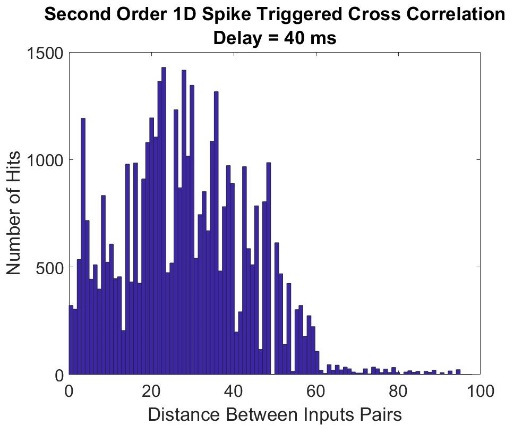 Second Order 1D Spike Triggered Cross Correlation
Delay = 40 ms
1500
1000
500
0
Number of Hits
0 20 40 60 80 100
Distance Between Inputs Pairs